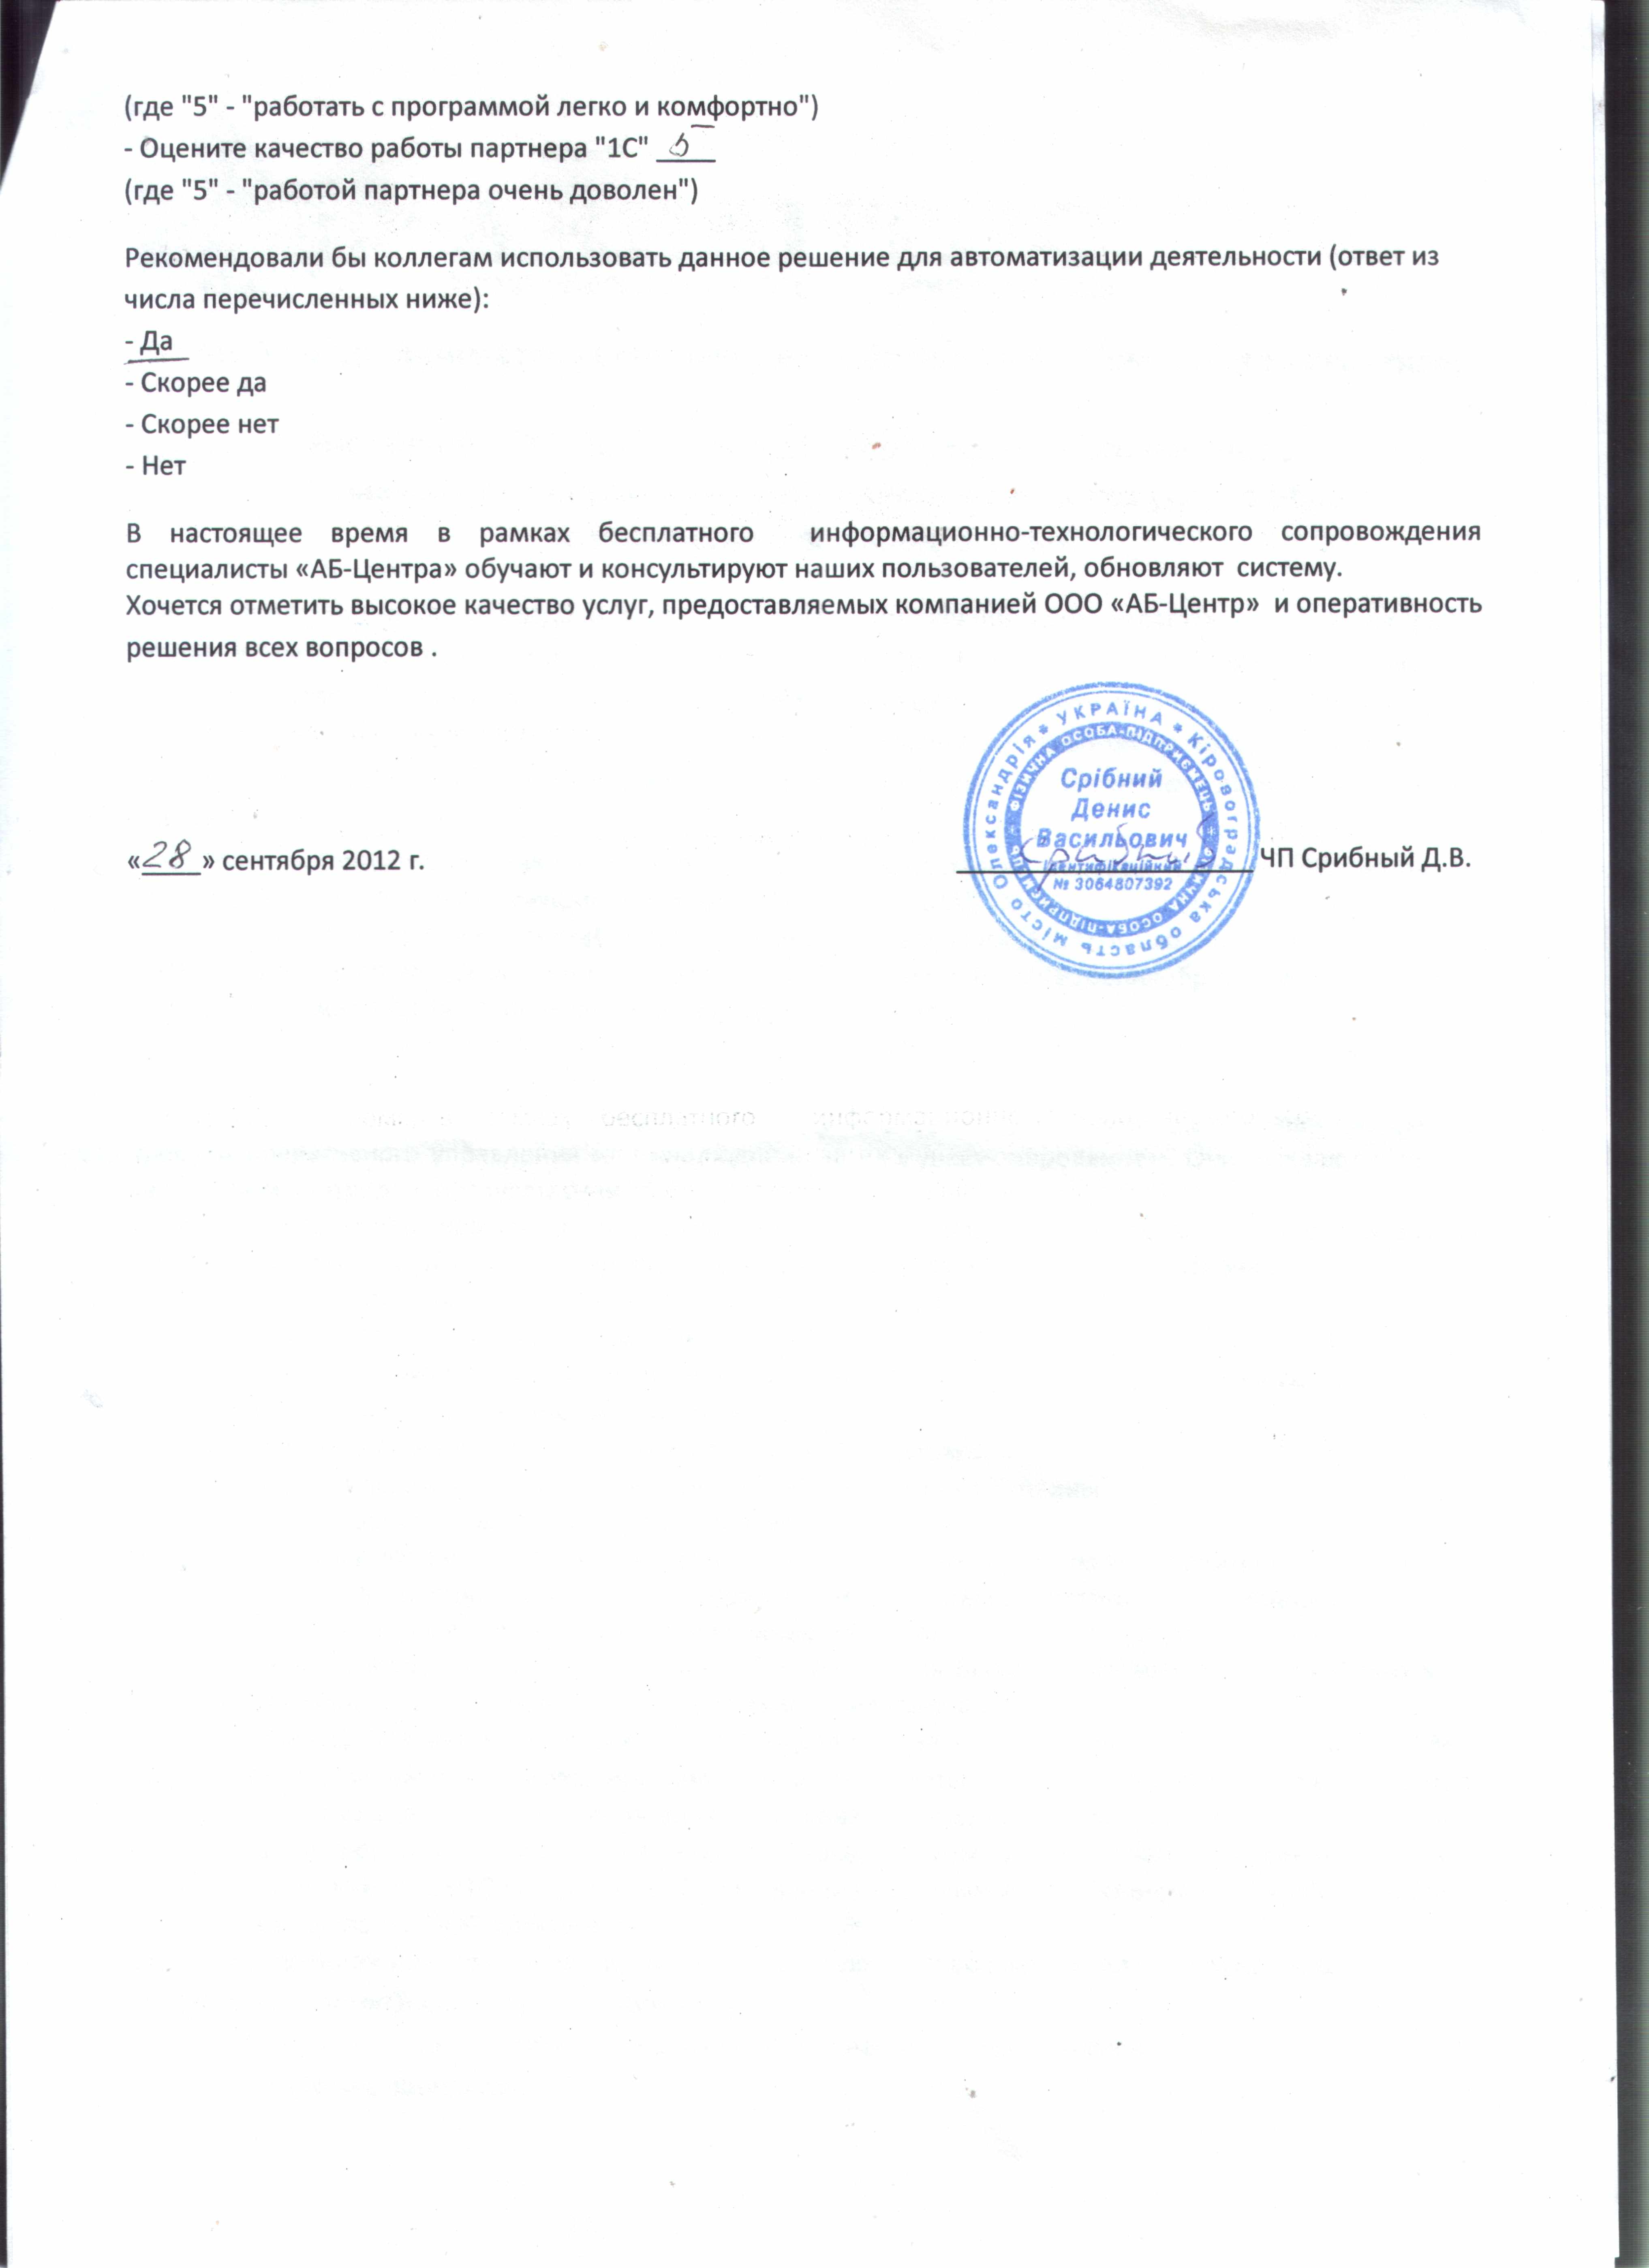 (где "5" - "работать с программой легко и комфортно")
- Оцените качество работы партнера "1С" 5
(где "5" - "работой партнера очень доволен")
Рекомендовали бы коллегам использовать данное решение для автоматизации деятельности (ответ из
числа перечисленных ниже):
- Да
- Скорее да
- Скорее нет
- Нет
В настоящее время в рамках бесплатного информационно-технологического сопровождения
специалисты «АБ-Центра» обучают и консультируют наших пользователей, обновляют систему.
Хочется отметить высокое качество услуг, предоставляемых компанией ООО «АБ-Центр» и оперативность
решения всех вопросов .
* УКРАЇНА * Кіровоградська область місто Олександрія
ФІЗИЧНА ОСОБА-ПІДПРИЄМЕЦЬ * ФІЗИЧНА ОСОБА-ПІДПРИЄМЕЦЬ *
Срібний
Денис
Васильович
Ідентифікаційний
№ 3064807392
«28» сентября 2012 г.
ЧП Срибный Д.В.